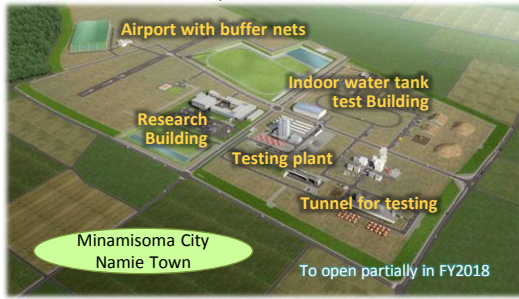 Airport with buffer nets
Indoor water tank
test Building
Research
Building
Testing plant
Tunnel for testing
Minamisoma City
Namie Town
To open partially in FY2018